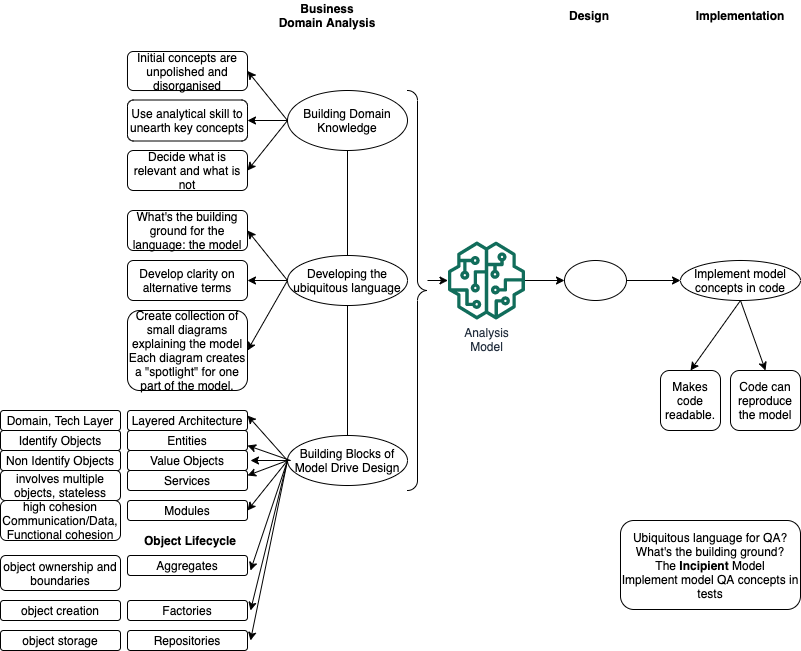 Business
Domain Analysis
Design
Implementation
Initial concepts are
unpolished and
disorganised
Use analytical skill to
unearth key concepts
Decide what is
relevant and what is
not
Building Domain
Knowledge
What's the building
ground for the
language: the model
Develop clarity on
alternative terms
Create collection of
small diagrams
explaining the model
Each diagram creates
a "spotlight" for one
part of the model.
Developing the
ubiquitous language
Analysis
Model
Implement model
concepts in code
Makes
code
readable.
Code can
reproduce
the model
Domain, Tech Layer
Layered Architecture
Identify Objects
Entities
Non Identify Objects
Value Objects
involves multiple
objects, stateless
Services
high cohesion
Communication/Data,
Functional cohesion
Modules
Building Blocks of
Model Drive Design
Object Lifecycle
object ownership and
boundaries
Aggregates
object creation
Factories
object storage
Repositories
Ubiquitous language for QA?
What's the building ground?
The Incipient Model
Implement model QA concepts in
tests